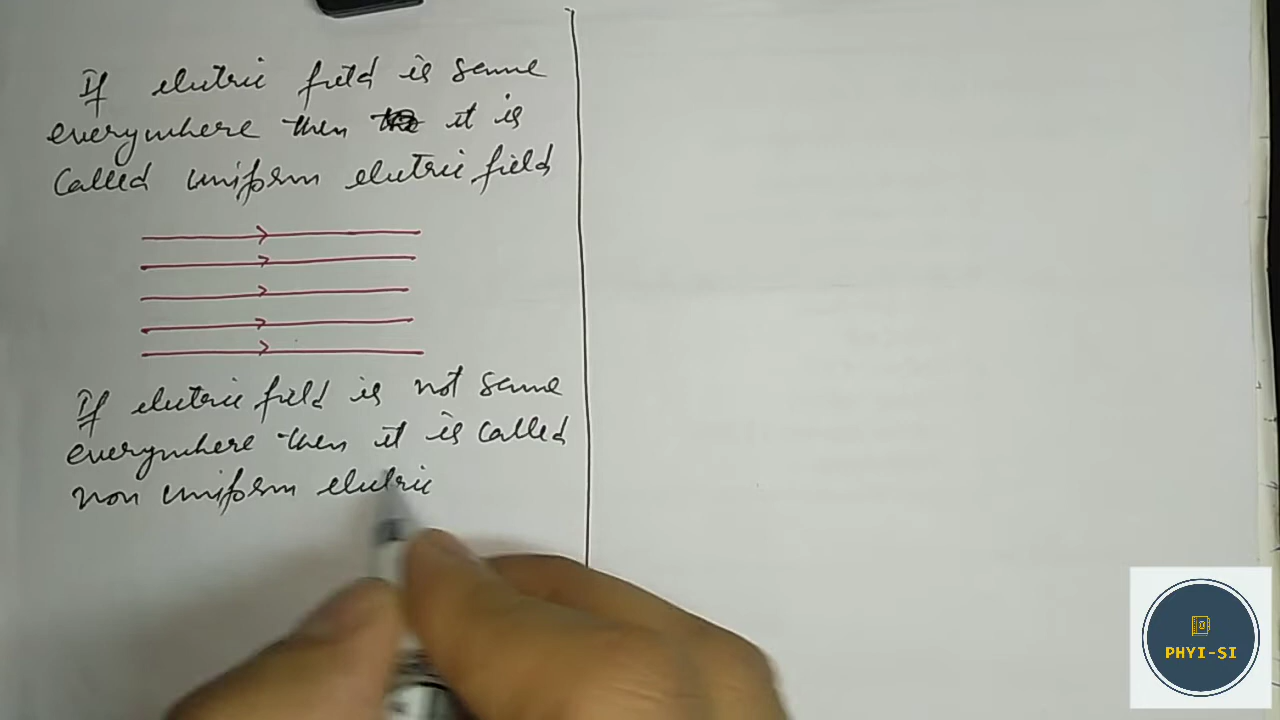 If electric field is same
everywhere then it is
called uniform electric field
If electric field is not same
everywhere then it is called
non uniform electric
PHYI-SI